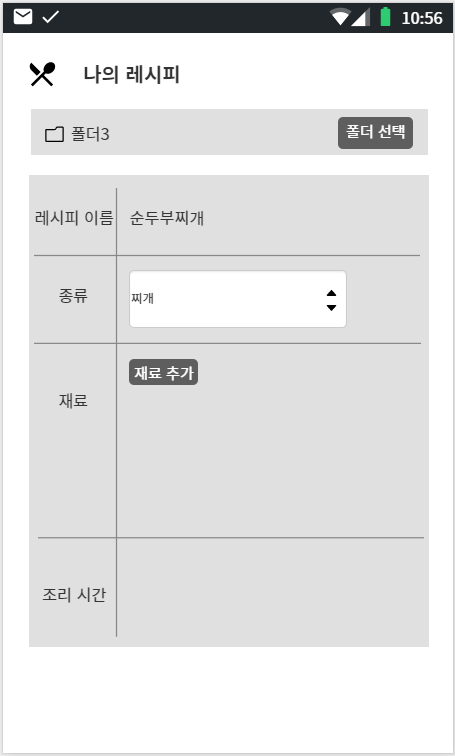 10:56
나의 레시피
폴더3
폴더 선택
레시피 이름
순두부찌개
종류
찌개
재료
재료 추가
조리 시간